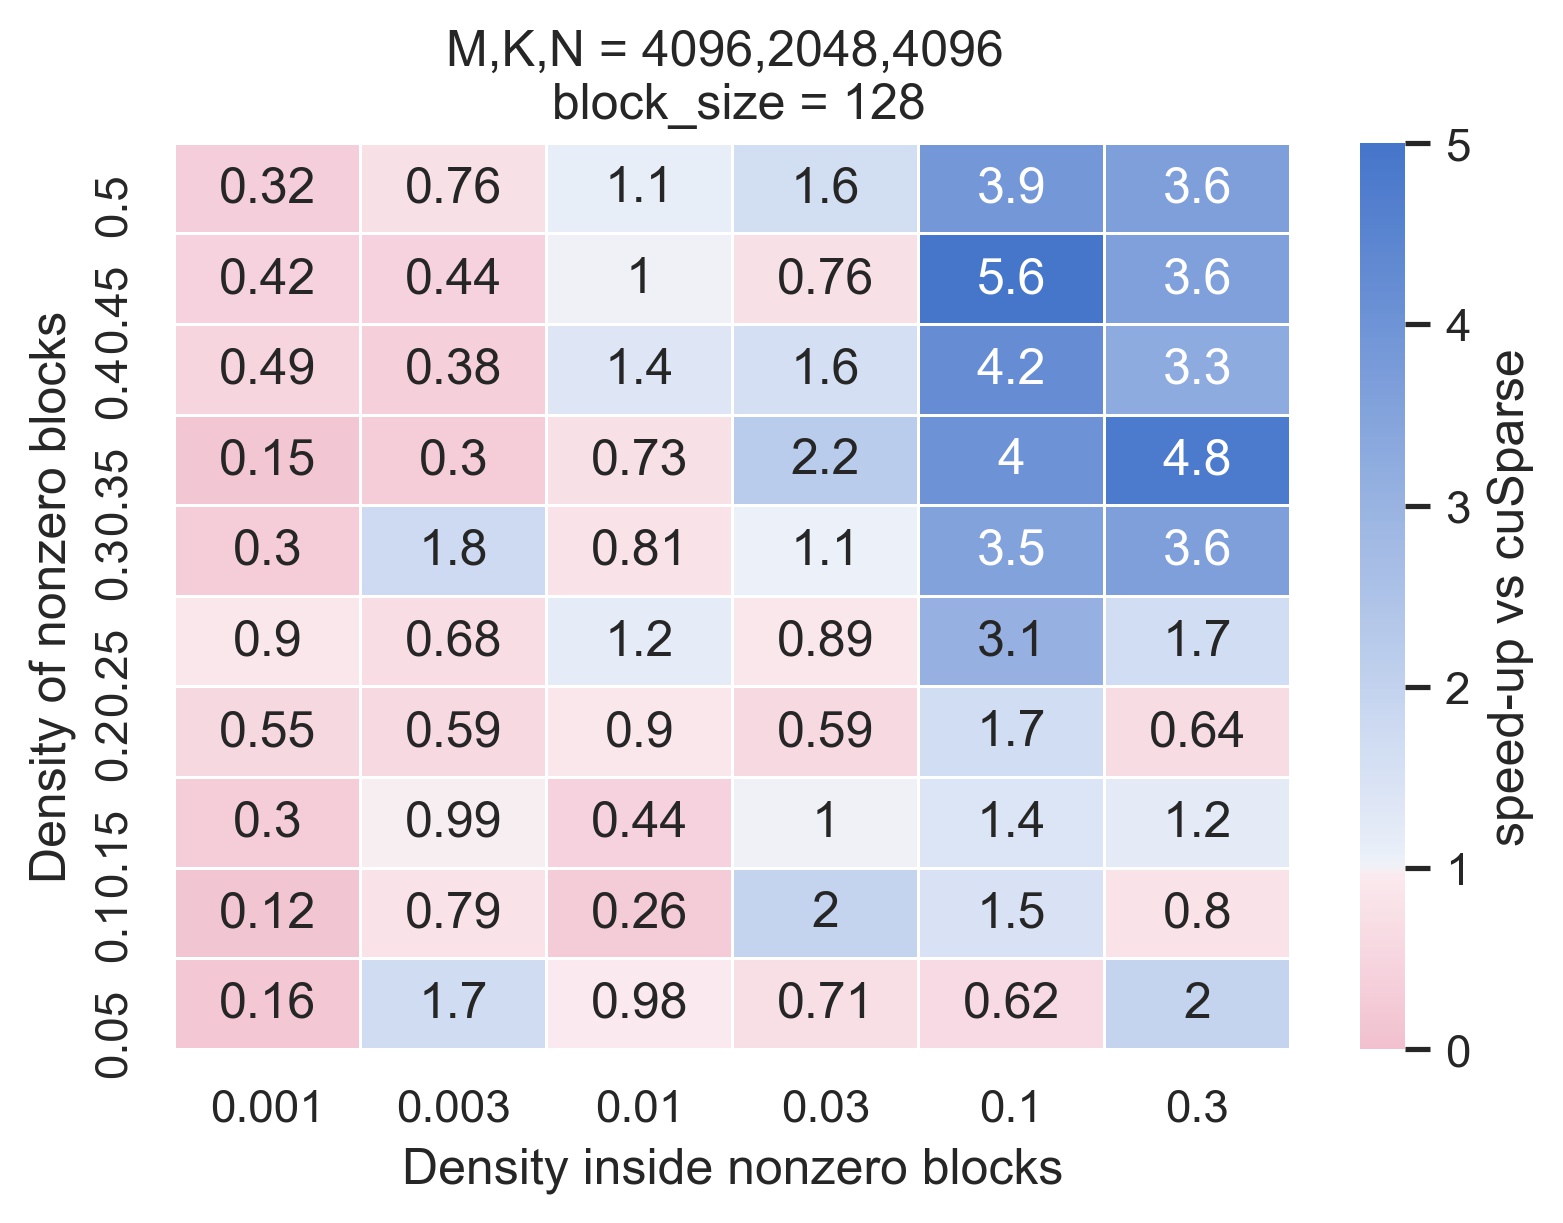 M,K,N = 4096,2048,4096
block_size = 128
Density of nonzero blocks
0.5 0.32 0.76 1.1 1.6 3.9 3.6
0.45 0.42 0.44 1 0.76 5.6 3.6
0.4 0.49 0.38 1.4 1.6 4.2 3.3
0.35 0.15 0.3 0.73 2.2 4 4.8
0.3 0.3 1.8 0.81 1.1 3.5 3.6
0.25 0.9 0.68 1.2 0.89 3.1 1.7
0.2 0.55 0.59 0.9 0.59 1.7 0.64
0.15 0.3 0.99 0.44 1 1.4 1.2
0.1 0.12 0.79 0.26 2 1.5 0.8
0.05 0.16 1.7 0.98 0.71 0.62 2
0.001 0.003 0.01 0.03 0.1 0.3
Density inside nonzero blocks
5
4
3
2
1
0
speed-up vs cuSparse